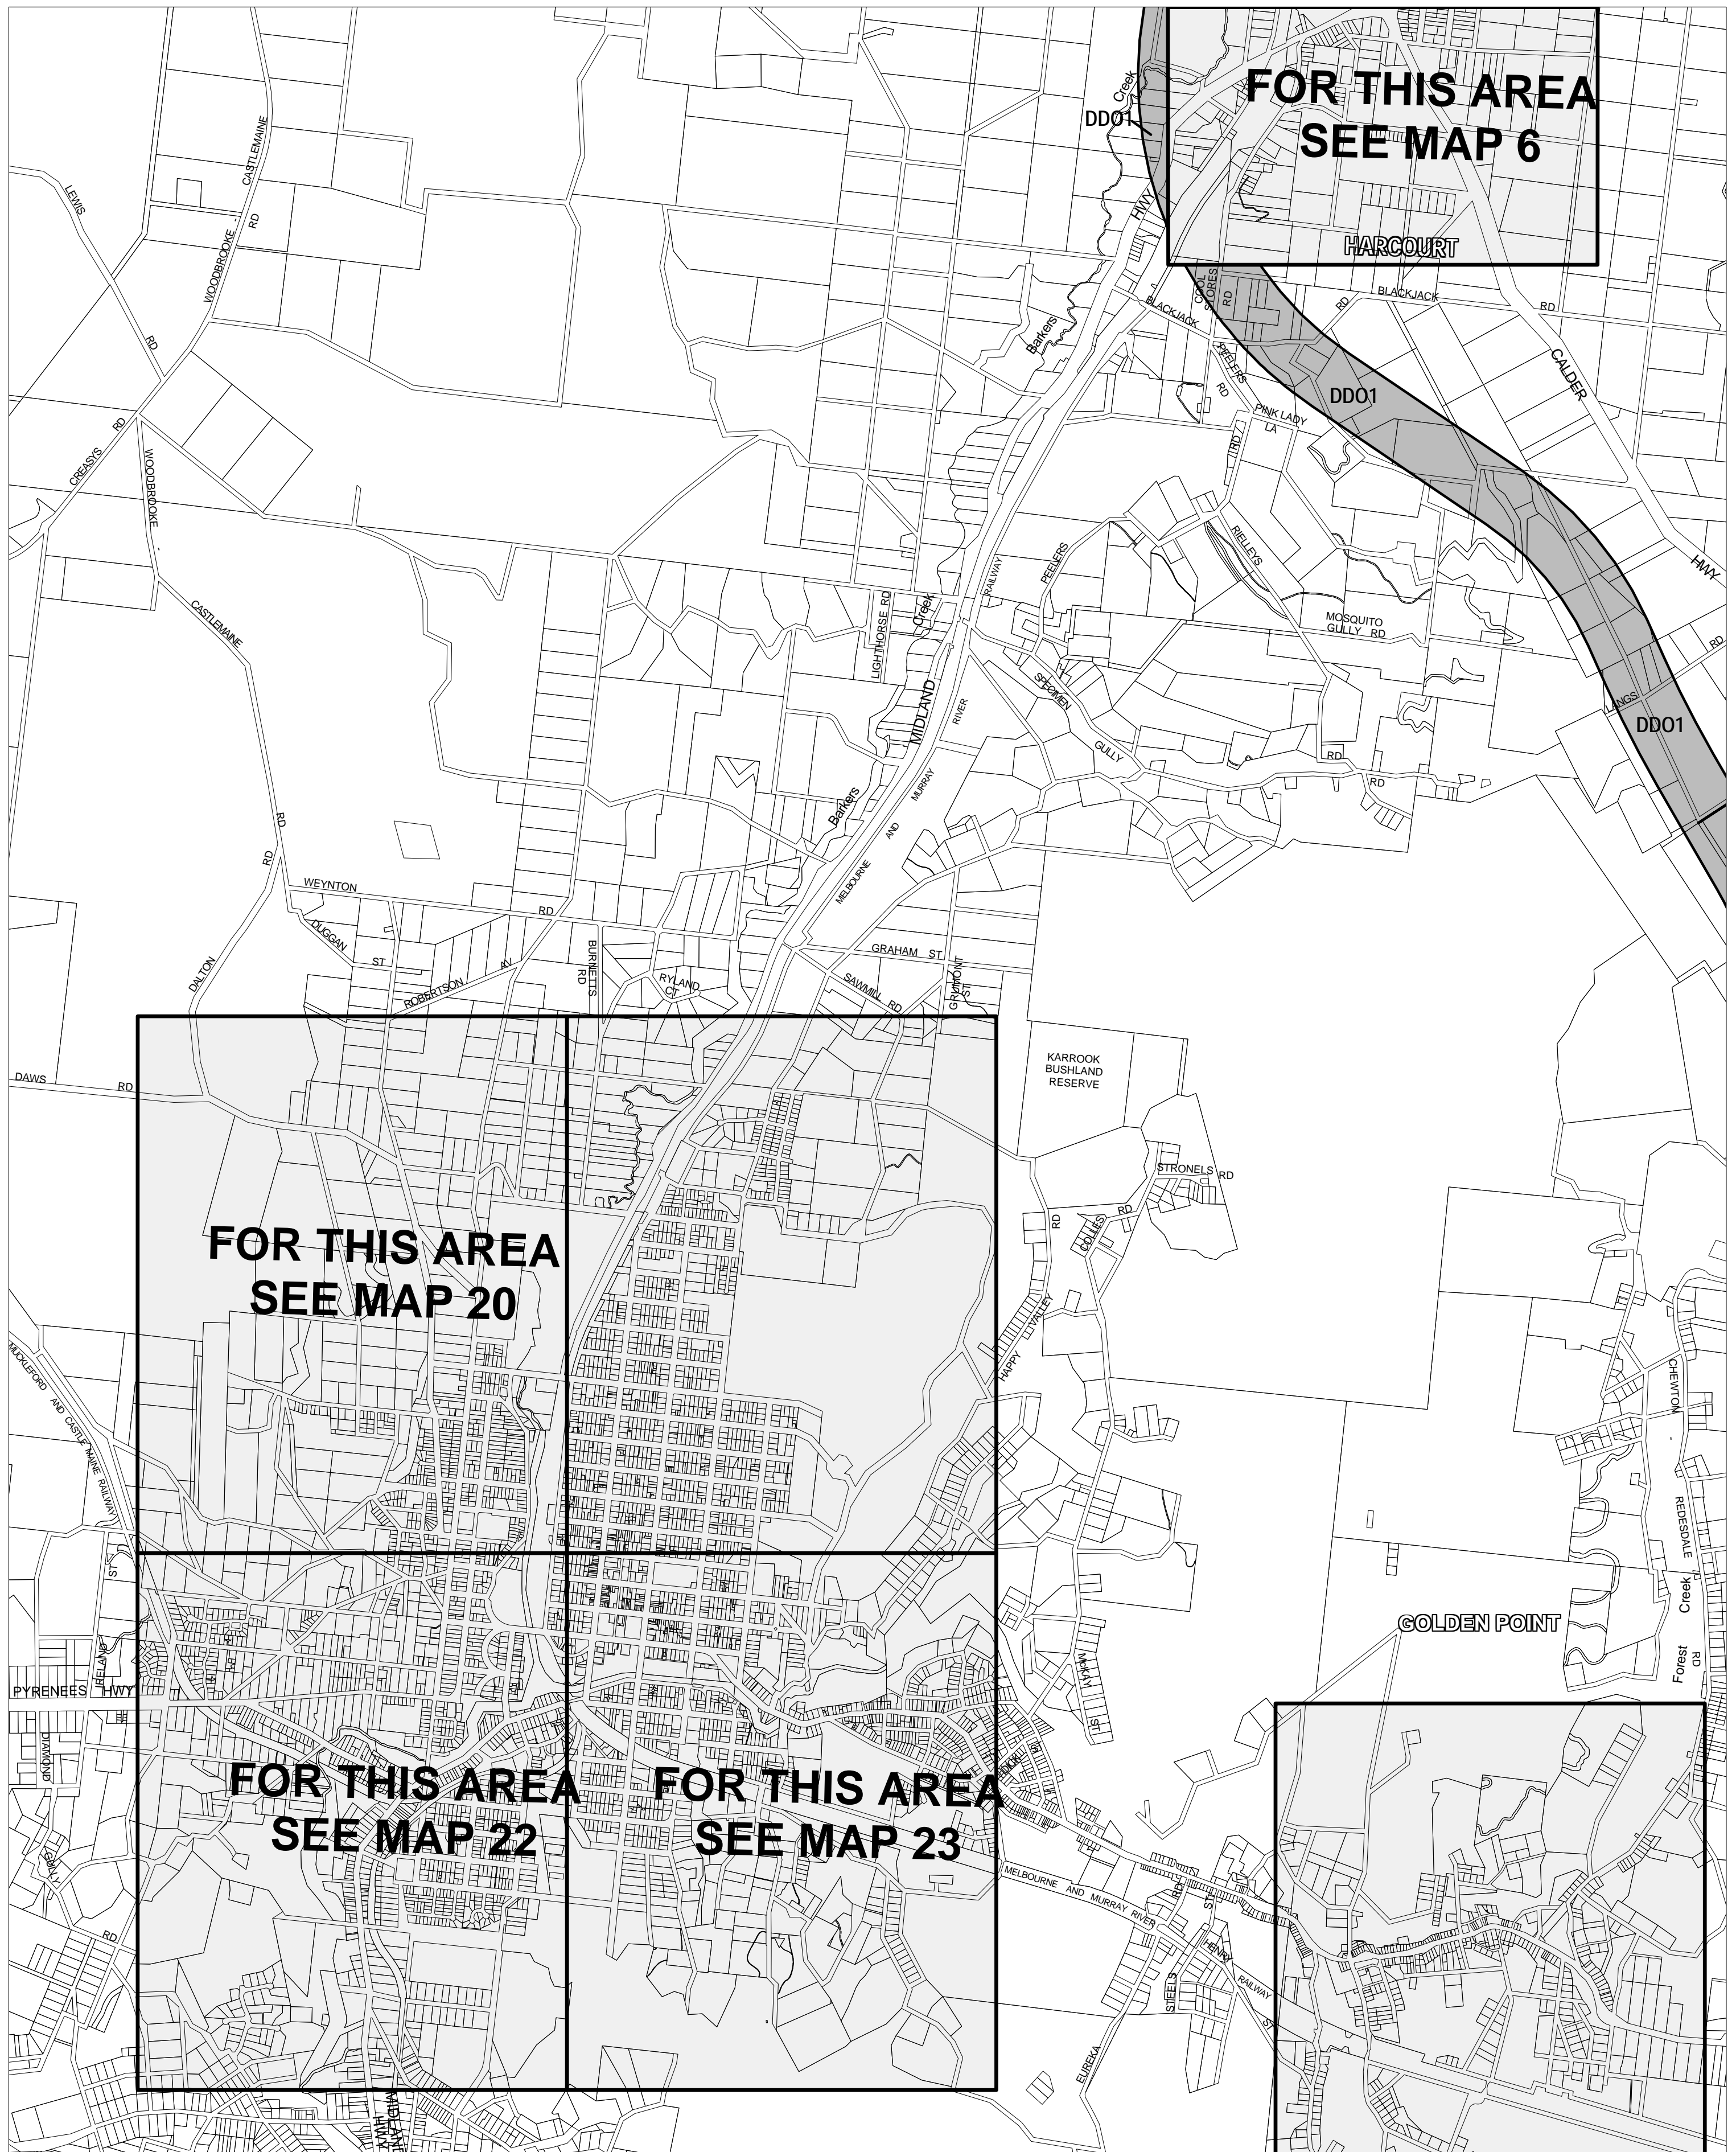 FOR THIS AREA
SEE MAP 6
HARCOURT
Creek
DDO1
HWY
CASTLEMAINE
RD
WOODBROOKE
LEWIS
RD
COOL
STORES
RD
BLACKJACK
RD
BLACKJACK
RD
Barkers
CALDER
PEELERS
RD
DDO1
PINK LADY
LA
RD
CREASYS
RD
WOODBROOKE
RIELLEYS
HWY
PEELERS
RAILWAY
LIGHTHORSE RD
Creek
CASTLEMAINE
MOSQUITO
GULLY RD
RD
SPECIMEN
LANGS
DDO1
MIDLAND
RIVER
GULLY
RD
RD
MURRAY
Barkers
AND
RD
RD
MELBOURNE
WEYNTON
RD
DUGGAN
ST
BURNETTS
RD
GRAHAM ST
DALTON
ROBERTSON
AV
RYLAND
CT
SAWMILL RD
GRUMONT
ST
KARROOK
BUSHLAND
RESERVE
DAWS
RD
STRONELS RD
RD
COLLES
RD
FOR THIS AREA
SEE MAP 20
VALLEY
HAPPY
MUCKLEFORD AND CASTLE MAINE RAILWAY
CHEWTON
REDESDALE
ST
Creek
GOLDEN POINT
Forest
RD
IRELAND
McKAY
ST
PYRENEES HWY
DIAMOND
FOR THIS AREA
SEE MAP 22
FOR THIS AREA
SEE MAP 23
GULLY
MELBOURNE AND MURRAY RIVER
RD
ST
HENRY
RAILWAY
ST
RD
STEELS
EUREKA
MIDLAND
HWY